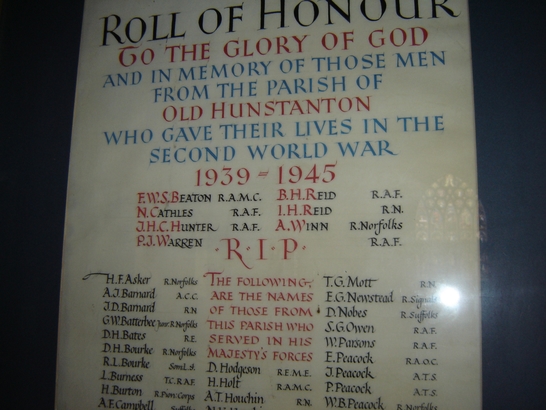 ROLL OF HONOUR
TO THE GLORY OF GOD
AND IN MEMORY OF THOSE MEN
FROM THE PARISH OF
OLD HUNSTANTON
WHO GAVE THEIR LIVES IN THE
SECOND WORLD WAR
1939 - 1945
F.W.S. BEATON R.A.M.C.
N. CATHLES R.A.F.
J.H.C. HUNTER R.A.F.
P.J. WARREN R.A.F.
B.H. REID R.A.F.
I.H. REID R.N.
A. WINN R. Norfolks
· R · I · P ·
H. F. Asker R. Norfolks
A. J. Barnard A.C.C.
J. D. Barnard R.N
G.W. Batterbee R. Norfolks
D.H. Bates R.E.
D.H. Bourke R. Norfolks
R. L. Bourke Som. L.I.
L. Burness T.C. R.A.F.
H. Burton R. Pion: Corps
A.F. Campbell Suffolks
THE FOLLOWING,
ARE THE NAMES
OF THOSE FROM
THIS PARISH WHO
SERVED IN HIS
MAJESTY'S FORCES
D. Hodgeson R.E.M.E.
H. Holt R.A.M.C.
A.T. Houchin R.N.
T.G. Mott R.N.
E.G. Newstead R. Signals
D. Nobes R. Suffolks
S.G. Owen R.A.F.
W. Parsons R.A.F.
E. Peacock R.A.O.C.
J. Peacock A.T.S.
P. Peacock A.T.S.
W.B. Peacock